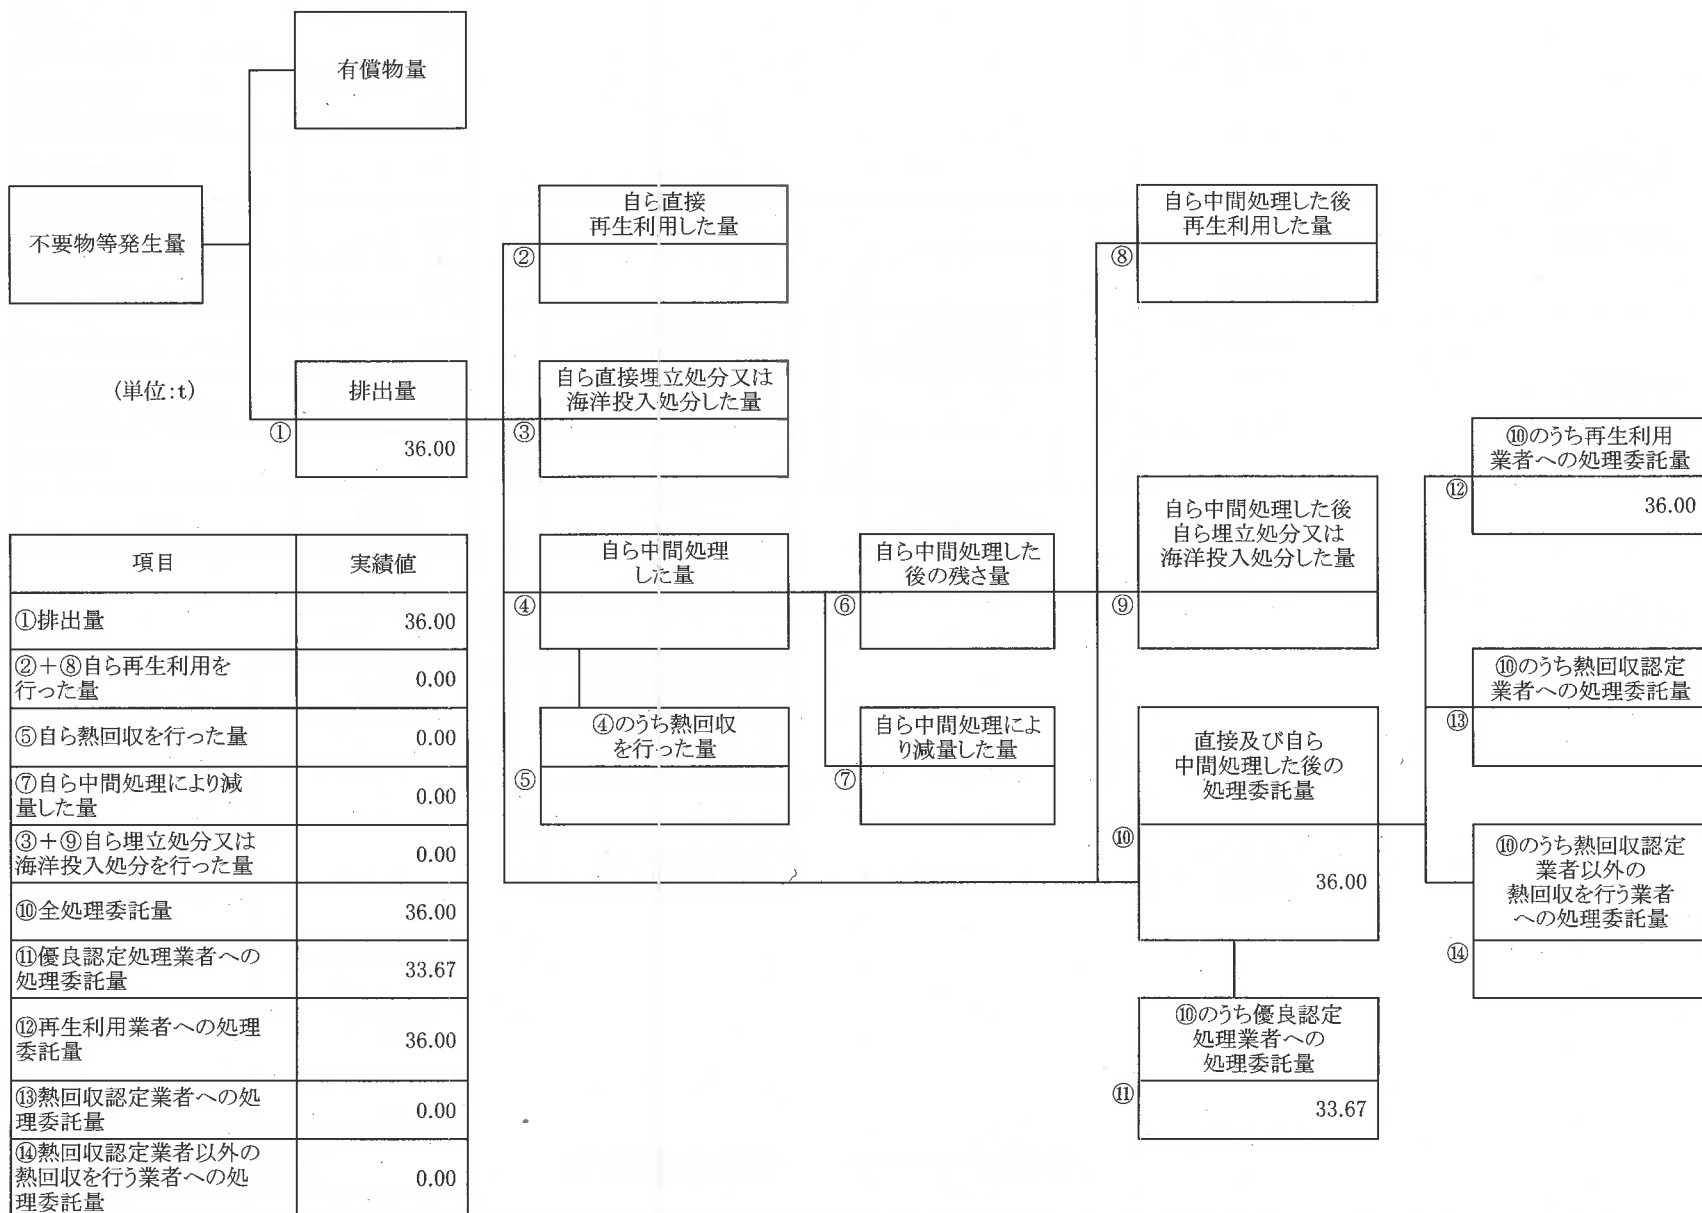 有償物量
不要物等発生量
(単位:t)
排出量
①
36.00
自ら直接
再生利用した量
②
自ら直接埋立処分又は
海洋投入処分した量
③
自ら中間処理
した量
④
④のうち熱回収
を行った量
⑤
自ら中間処理した
後の残さ量
⑥
自ら中間処理によ
り減量した量
⑦
自ら中間処理した後
再生利用した量
⑧
自ら中間処理した後
自ら埋立処分又は
海洋投入処分した量
⑨
直接及び自ら
中間処理した後の
処理委託量
⑩
36.00
⑩のうち優良認定
処理業者への
処理委託量
⑪
33.67
⑩のうち再生利用
業者への処理委託量
⑫
36.00
⑩のうち熱回収認定
業者への処理委託量
⑬
⑩のうち熱回収認定
業者以外の
熱回収を行う業者
への処理委託量
⑭
項目 実績値
①排出量 36.00
②+⑧自ら再生利用を
行った量 0.00
⑤自ら熱回収を行った量 0.00
⑦自ら中間処理により減
量した量 0.00
③+⑨自ら埋立処分又は
海洋投入処分を行った量 0.00
⑩全処理委託量 36.00
⑪優良認定処理業者への
処理委託量 33.67
⑫再生利用業者への処理
委託量 36.00
⑬熱回収認定業者への処
理委託量 0.00
⑭熱回収認定業者以外の
熱回収を行う業者への処
理委託量 0.00